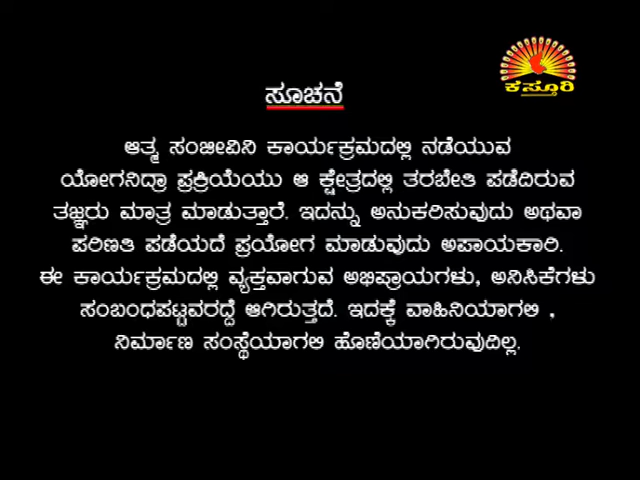 ಕಸ್ತೂರಿ
ಸೂಚನೆ
ಆತ್ಮ ಸಂಜೀವಿನಿ ಕಾರ್ಯಕ್ರಮದಲ್ಲಿ ನಡೆಯುವ
ಯೋಗನಿದ್ರಾ ಪ್ರಕ್ರಿಯೆಯು ಆ ಕ್ಷೇತ್ರದಲ್ಲಿ ತರಬೇತಿ ಪಡೆದಿರುವ
ತಜ್ಞರು ಮಾತ್ರ ಮಾಡುತ್ತಾರೆ. ಇದನ್ನು ಅನುಕರಿಸುವುದು ಅಥವಾ
ಪರಿಣತಿ ಪಡೆಯದೆ ಪ್ರಯೋಗ ಮಾಡುವುದು ಅಪಾಯಕಾರಿ.
ಈ ಕಾರ್ಯಕ್ರಮದಲ್ಲಿ ವ್ಯಕ್ತವಾಗುವ ಅಭಿಪ್ರಾಯಗಳು, ಅನಿಸಿಕೆಗಳು
ಸಂಬಂಧಪಟ್ಟವರದ್ದೆ ಆಗಿರುತ್ತದೆ. ಇದಕ್ಕೆ ವಾಹಿನಿಯಾಗಲಿ ,
ನಿರ್ಮಾಣ ಸಂಸ್ಥೆಯಾಗಲಿ ಹೊಣೆಯಾಗಿರುವುದಿಲ್ಲ.